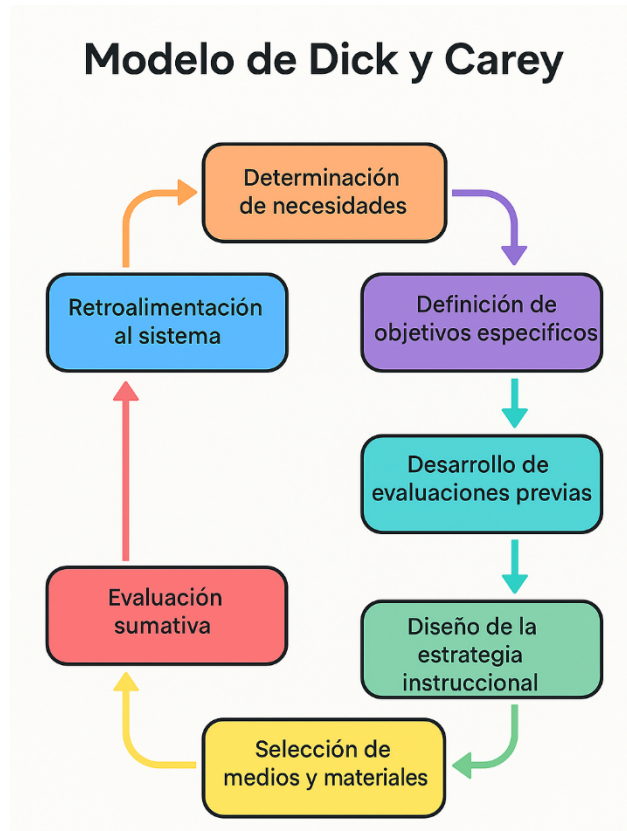 Modelo de Dick y Carey
Determinación
de necesidades
Definición de
objetivos especificos
Desarrollo de
evaluaciones previas
Diseño de la
estrategia
instruccional
Selección de
medios y materiales
Evaluación
sumativa
Retroalimentación
al sistema